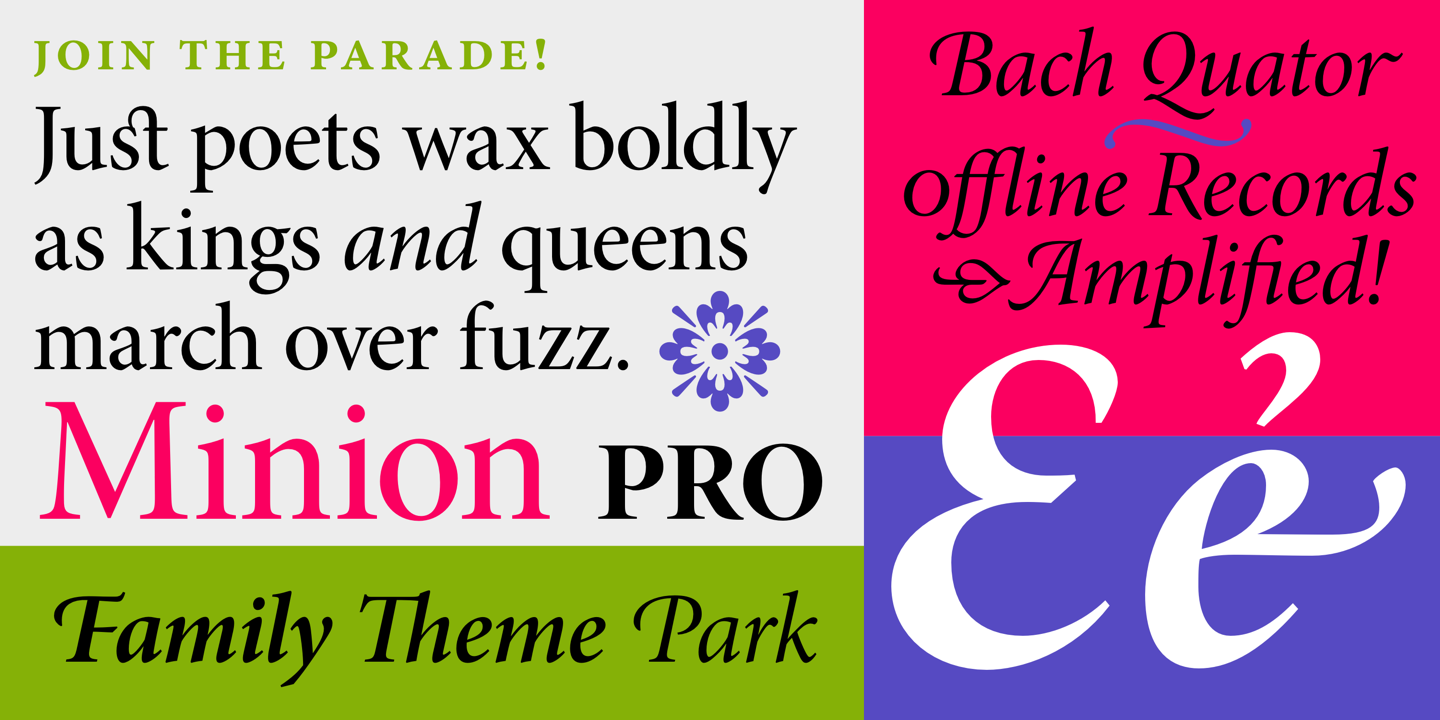 JOIN THE PARADE!
Just poets wax boldly
as kings and queens
march over fuzz.
Minion PRO
Family Theme Park
Bach Quator
Offline Records
Amplified!
Eẻ